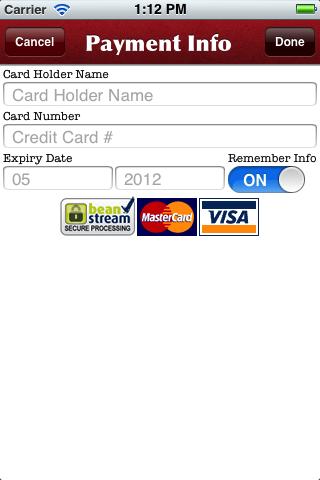 Carrier 1:12 PM
Cancel Payment Info Done
Card Holder Name
Card Holder Name
Card Number
Credit Card #
Expiry Date Remember Info
05 2012 ON
bean
stream
SECURE PROCESSING
MasterCard
VISA